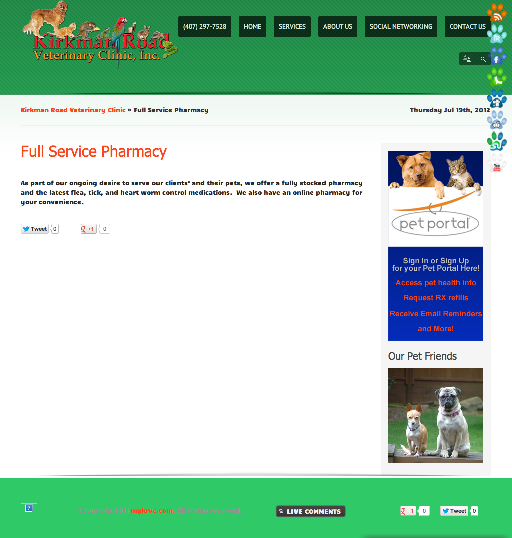 Kirkman Road
Veterinary Clinic, Inc.
(407) 297-7528
HOME
SERVICES
ABOUT US
SOCIAL NETWORKING
CONTACT US
Kirkman Road Veterinary Clinic » Full Service Pharmacy
Thursday Jul 19th, 2012
Full Service Pharmacy
As part of our ongoing desire to serve our clients' and their pets, we offer a fully stocked pharmacy
and the latest flea, tick, and heart worm control medications. We also have an online pharmacy for
your convenience.
Tweet 0
+1 0
pet portal
Sign In or Sign Up
for your Pet Portal Here!
Access pet health info
Request RX refills
Receive Email Reminders
and More!
Our Pet Friends
LIVE COMMENTS
1 0
Tweet 0